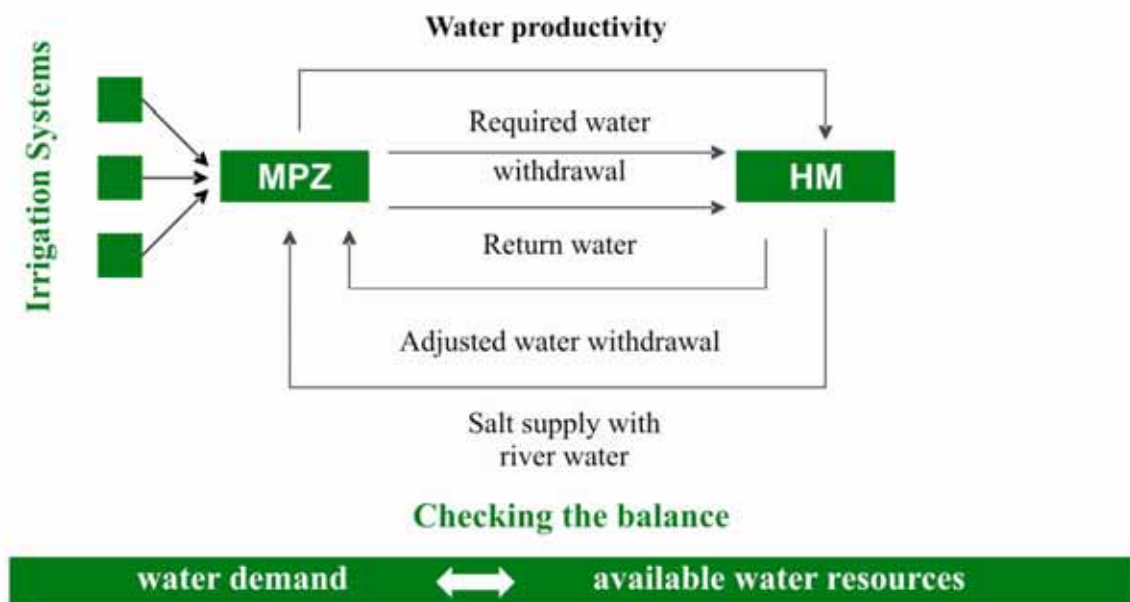 Water productivity
Irrigation Systems
Required water
withdrawal
MPZ
HM
Return water
Adjusted water withdrawal
Salt supply with
river water
Checking the balance
water demand
available water resources